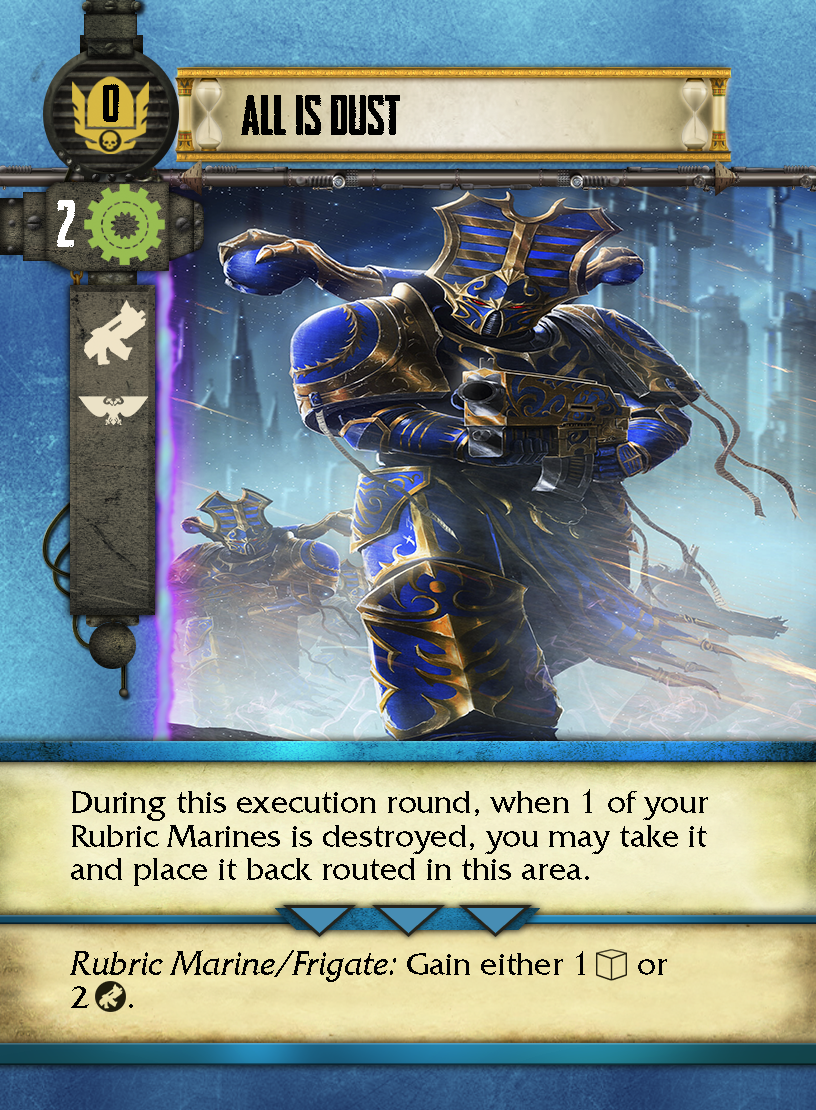 0
ALL IS DUST
2
During this execution round, when 1 of your
Rubric Marines is destroyed, you may take it
and place it back routed in this area.
Rubric Marine/Frigate: Gain either 1 or
2 .